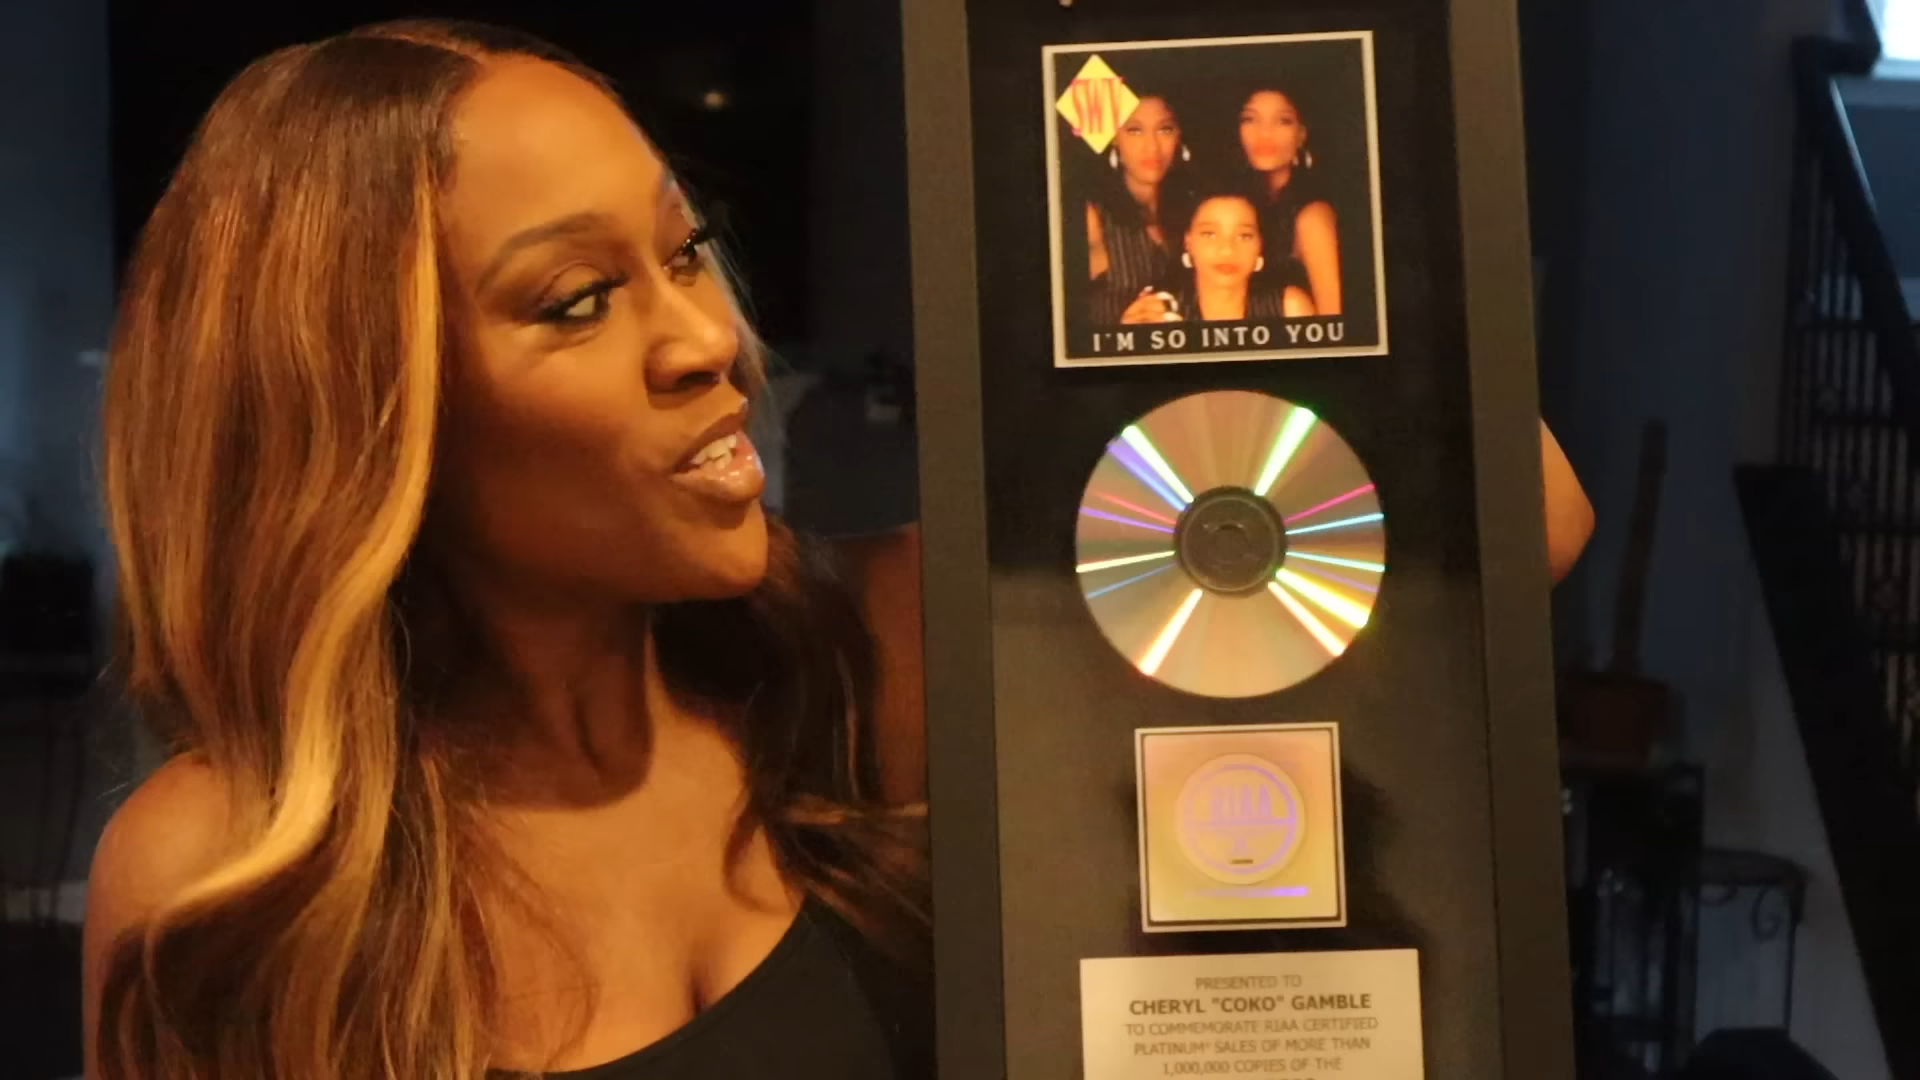 SWV
I'M SO INTO YOU
RIAA
PRESENTED TO
CHERYL "COKO" GAMBLE
TO COMMEMORATE RIAA CERTIFIED
PLATINUM® SALES OF MORE THAN
1,000,000 COPIES OF THE